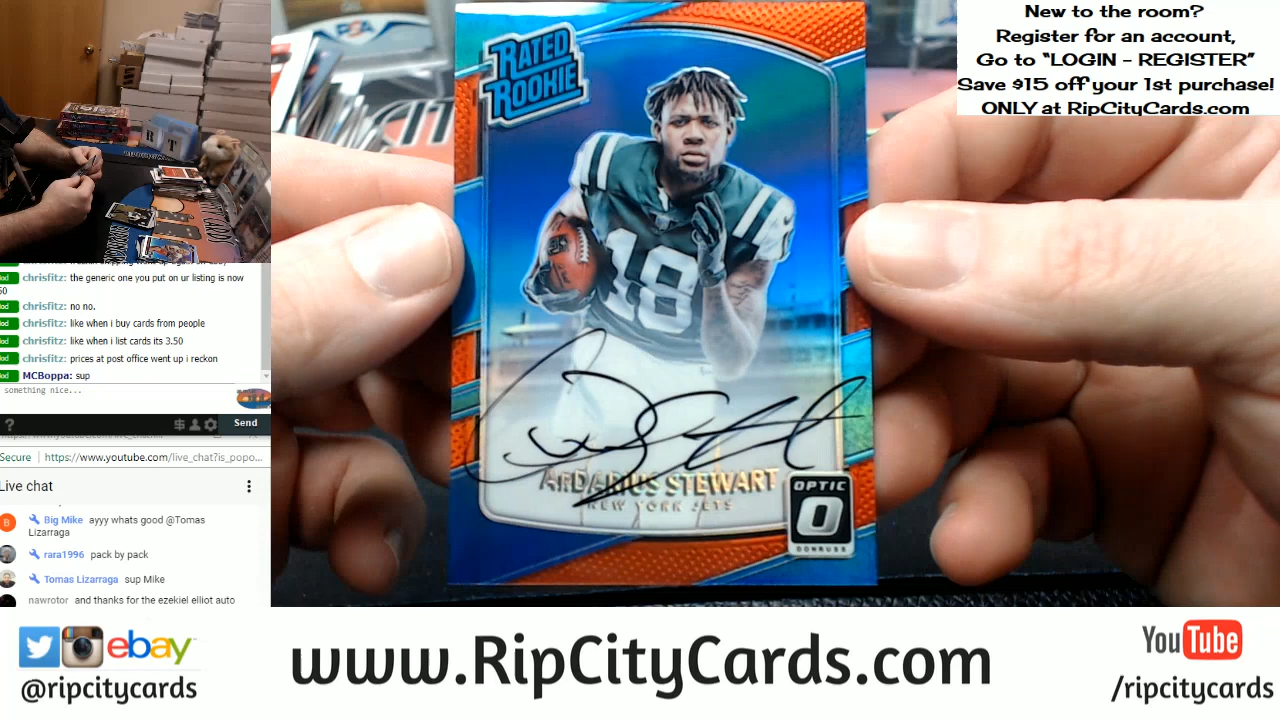 New to the room?
Register for an account,
Go to “LOGIN - REGISTER”
Save $15 off your 1st purchase!
ONLY at RipCityCards.com
RATED
ROOKIE
18
ArDARIUS STEWART
NEW YORK JETS
OPTIC
O
DONRUSS
chrisfitz: the generic one you put on ur listing is now
50
chrisfitz: no no.
chrisfitz: like when i buy cards from people
chrisfitz: like when i list cards its 3.50
chrisfitz: prices at post office went up i reckon
MCBoppa: sup
something nice...
?
$
Send
Secure
https://www.youtube.com/live_chat?is_popo...
Live chat
B
Big Mike ayyy whats good @Tomas
Lizarraga
rara1996 pack by pack
Tomas Lizarraga sup Mike
nawrotor and thanks for the ezekiel elliot auto
ebay
@ripcitycards
www.RipCityCards.com
YouTube
/ripcitycards